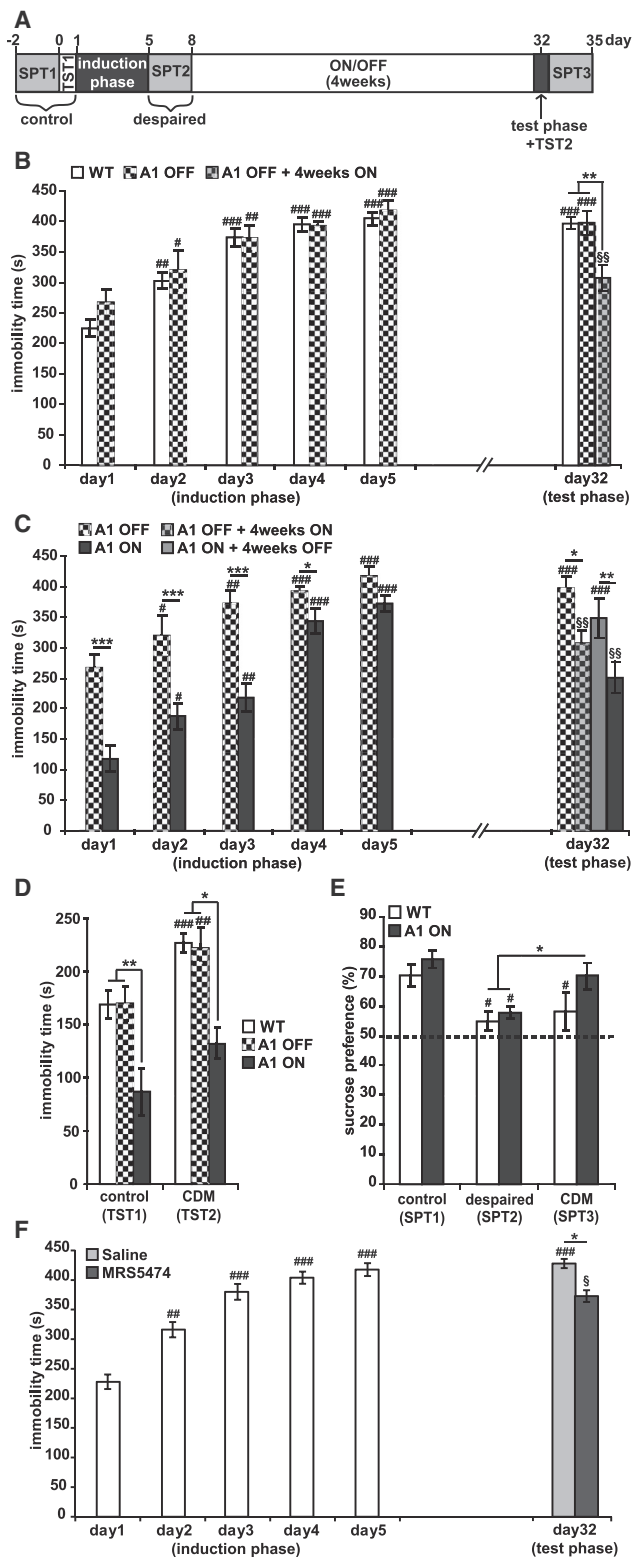 A
-2 0 1 5 8 32 35 day
SPT1 TST1 induction phase SPT2 ON/OFF (4weeks) SPT3
control despaired test phase +TST2
B
WT A1 OFF A1 OFF + 4weeks ON
immobility time (s)
450
400
350
300
250
200
150
100
50
0
## # ### ## ### ### ### ### ### ### ** §§
day1 day2 day3 day4 day5 day32
(induction phase) (test phase)
C
A1 OFF A1 OFF + 4weeks ON
A1 ON A1 ON + 4weeks OFF
immobility time (s)
450
400
350
300
250
200
150
100
50
0
*** # *** # *** ## ## * ### ### ### ### * ### §§ ** ### §§
day1 day2 day3 day4 day5 day32
(induction phase) (test phase)
D
immobility time (s)
250
200
150
100
50
0
** ### ## *
WT
A1 OFF
A1 ON
control CDM
(TST1) (TST2)
E
WT
A1 ON
sucrose preference (%)
90
80
70
60
50
40
30
20
10
0
# # # *
control despaired CDM
(SPT1) (SPT2) (SPT3)
F
Saline
MRS5474
immobility time (s)
450
400
350
300
250
200
150
100
50
0
## ### ### ### ### * §
day1 day2 day3 day4 day5 day32
(induction phase) (test phase)